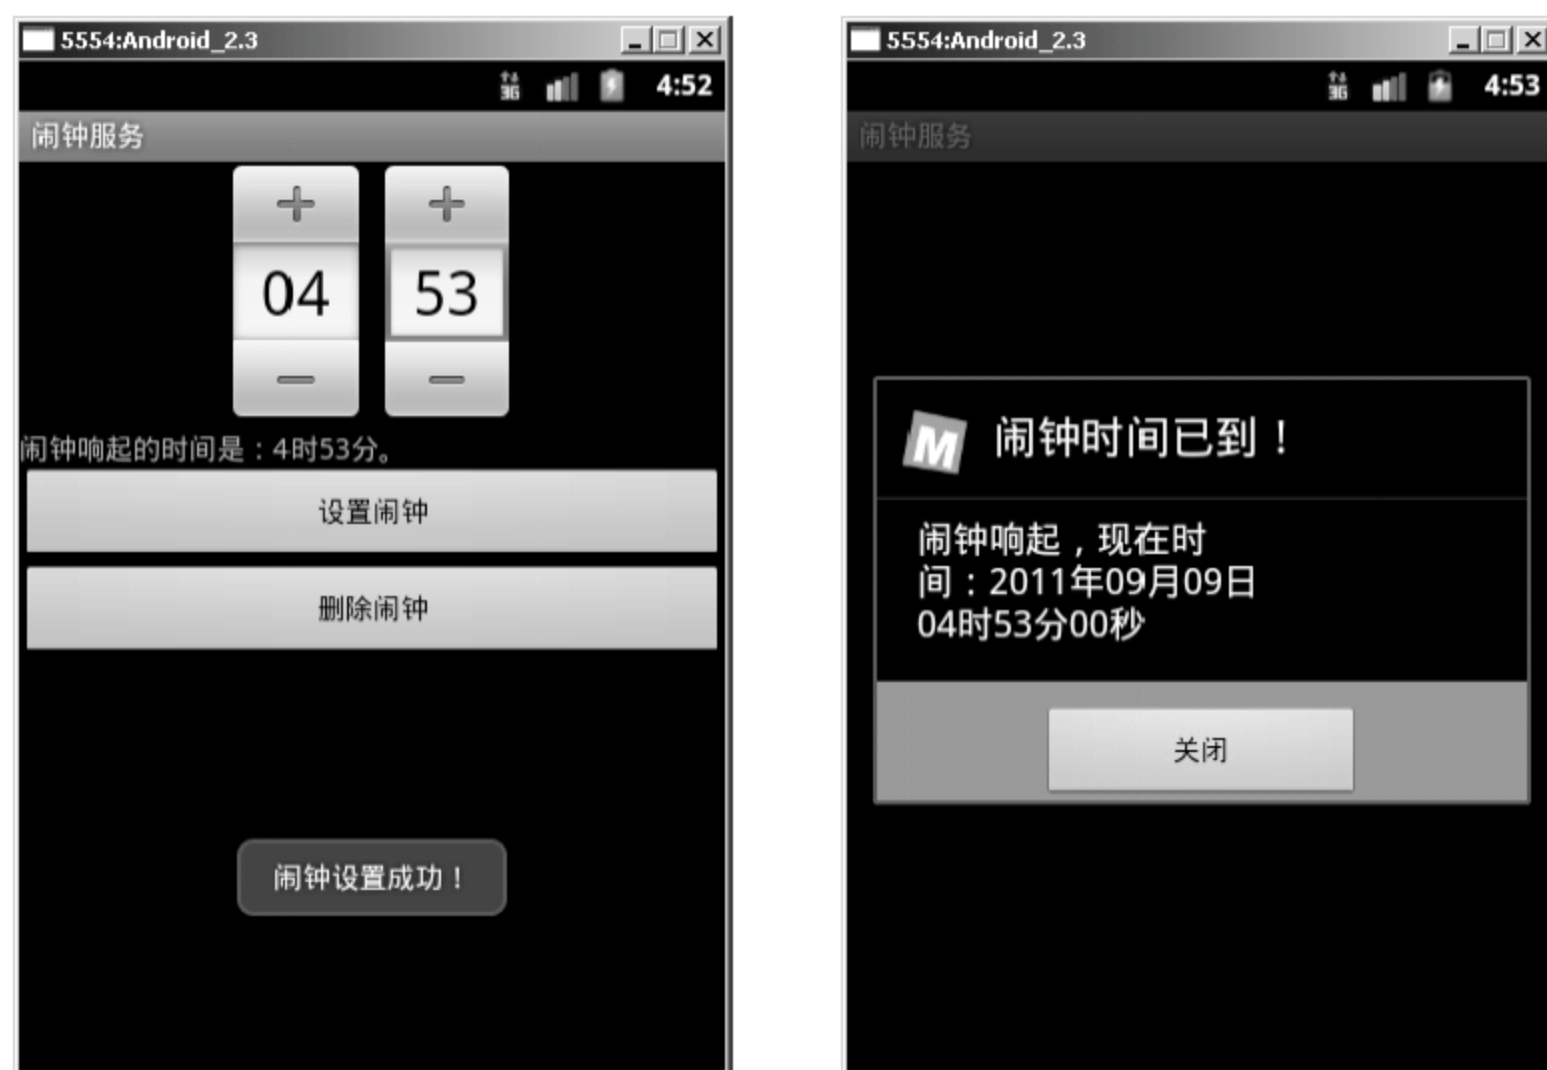 5554:Android_2.3
3G
4:52
闹钟服务
04 53
闹钟响起的时间是：4时53分。
设置闹钟
删除闹钟
闹钟设置成功！
5554:Android_2.3
3G
4:53
闹钟服务
M
闹钟时间已到！
闹钟响起，现在时
间：2011年09月09日
04时53分00秒
关闭